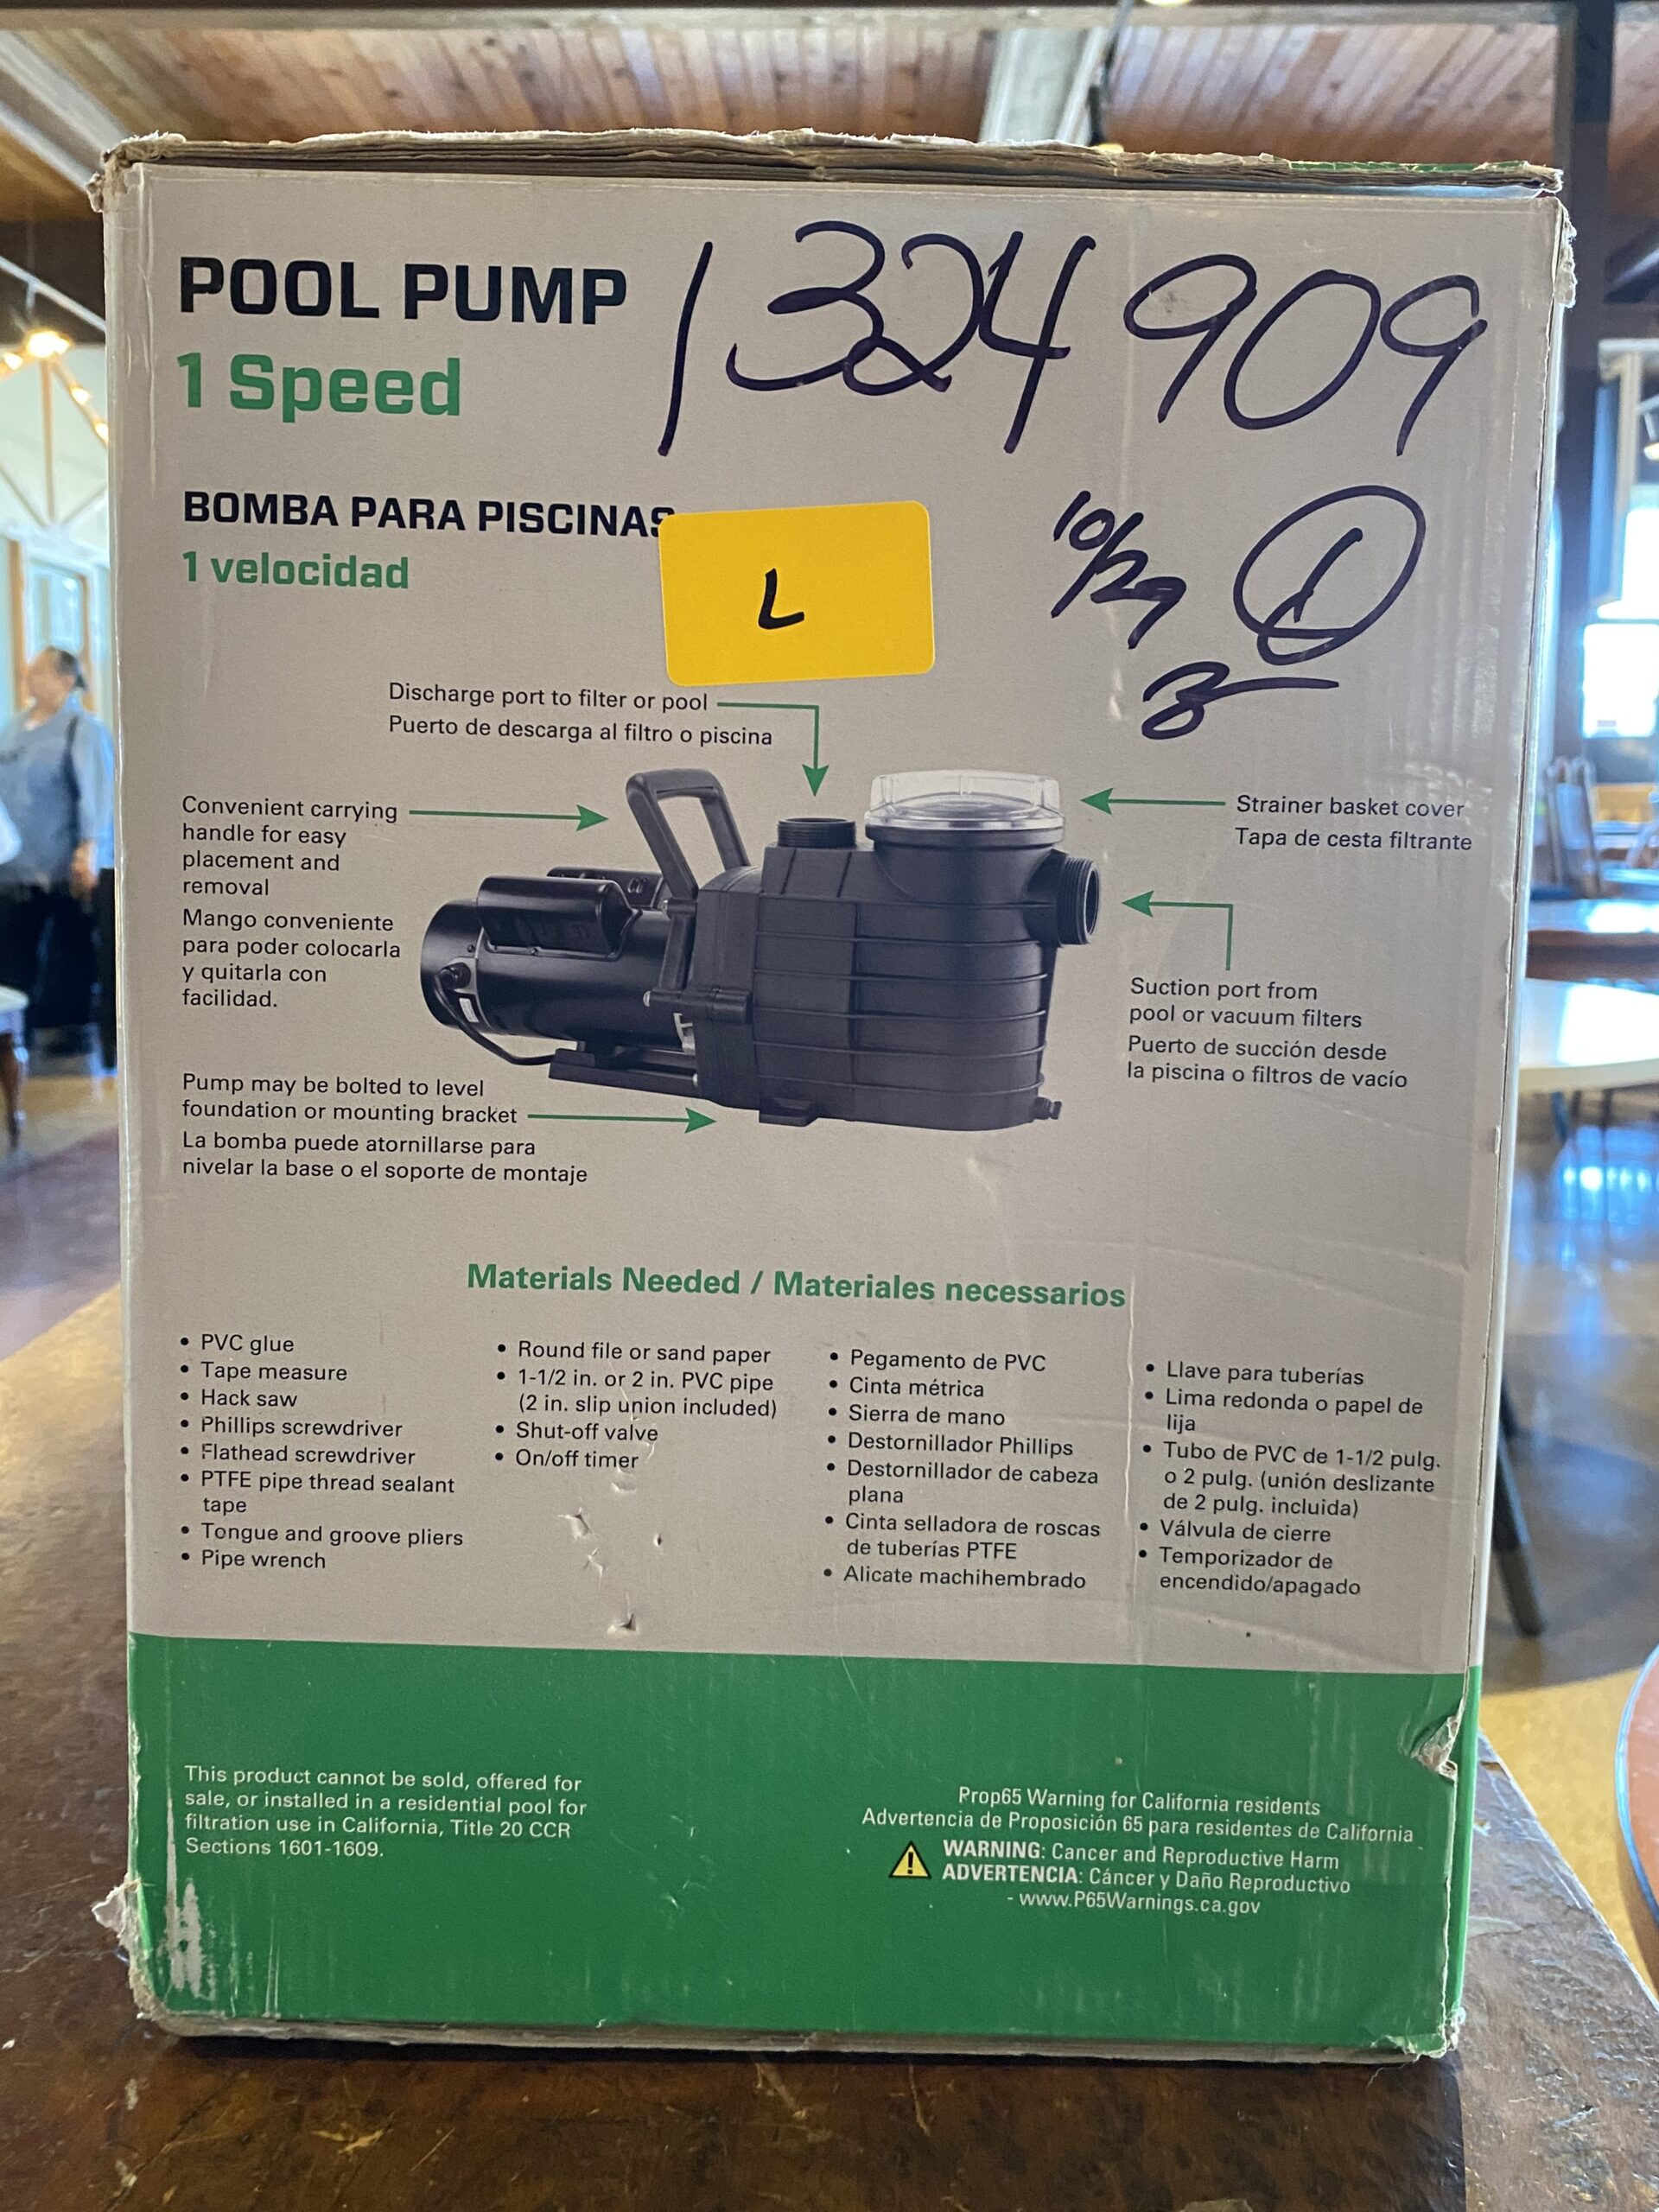 POOL PUMP
1 Speed
1324909
BOMBA PARA PISCINAS
1 velocidad
L
10/27
1
Discharge port to filter or pool
Puerto de descarga al filtro o piscina
Convenient carrying
handle for easy
placement and
removal
Mango conveniente
para poder colocarla
y quitarla con
facilidad.
Strainer basket cover
Tapa de cesta filtrante
Suction port from
pool or vacuum filters
Puerto de succión desde
la piscina o filtros de vacío
Pump may be bolted to level
foundation or mounting bracket
La bomba puede atornillarse para
nivelar la base o el soporte de montaje
Materials Needed / Materiales necessarios
• PVC glue
• Tape measure
• Hack saw
• Phillips screwdriver
• Flathead screwdriver
• PTFE pipe thread sealant
tape
• Tongue and groove pliers
• Pipe wrench
• Round file or sand paper
• 1-1/2 in. or 2 in. PVC pipe
(2 in. slip union included)
• Shut-off valve
• On/off timer
• Pegamento de PVC
• Cinta métrica
• Sierra de mano
• Destornillador Phillips
• Destornillador de cabeza
plana
• Cinta selladora de roscas
de tuberías PTFE
• Alicate machihembrado
• Llave para tuberías
• Lima redonda o papel de
lija
• Tubo de PVC de 1-1/2 pulg.
o 2 pulg. (unión deslizante
de 2 pulg. incluida)
• Válvula de cierre
• Temporizador de
encendido/apagado
This product cannot be sold, offered for
sale, or installed in a residential pool for
filtration use in California, Title 20 CCR
Sections 1601-1609.
Prop65 Warning for California residents
Advertencia de Proposición 65 para residentes de California
WARNING: Cancer and Reproductive Harm
ADVERTENCIA: Cáncer y Daño Reproductivo
- www.P65Warnings.ca.gov